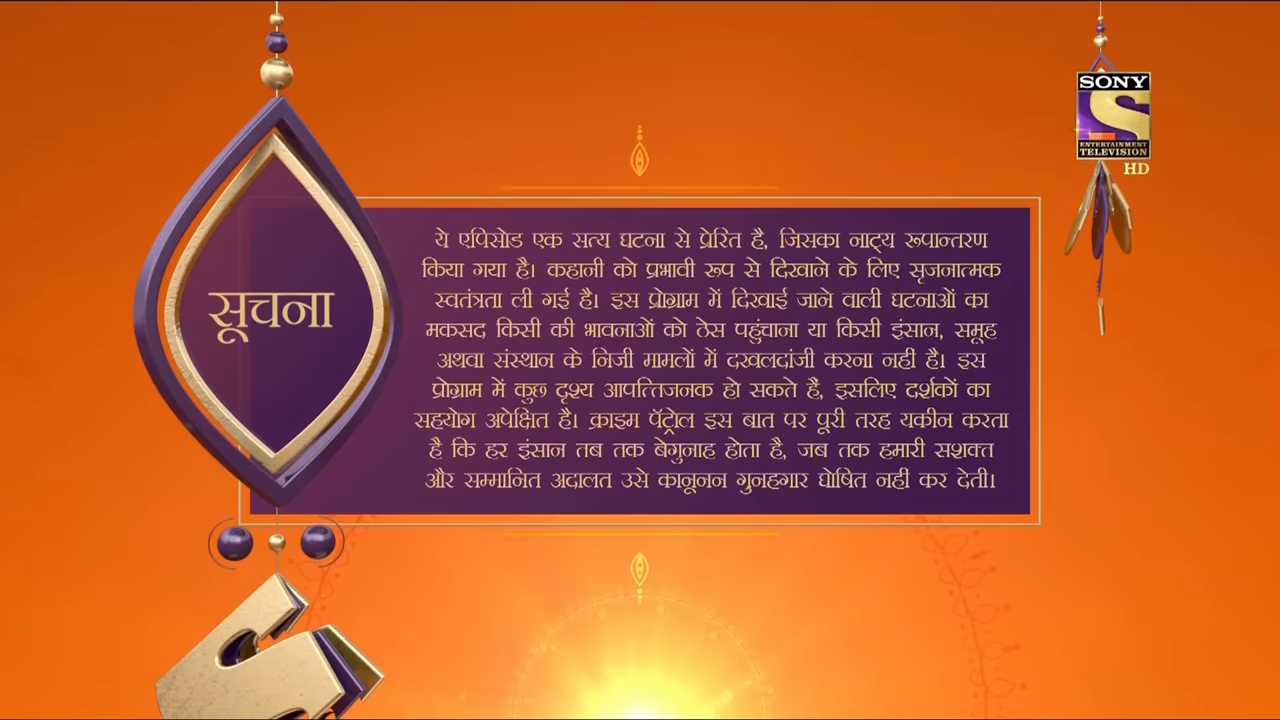 सूचना
ये एपिसोड एक सत्य घटना से प्रेरित है, जिसका नाट्य रूपान्तरण
किया गया है। कहानी को प्रभावी रूप से दिखाने के लिए सृजनात्मक
स्वतंत्रता ली गई है। इस प्रोग्राम में दिखाई जाने वाली घटनाओं का
मकसद किसी की भावनाओं को ठेस पहुंचाना या किसी इंसान, समूह
अथवा संस्थान के निजी मामलों में दखलदांजी करना नहीं है। इस
प्रोग्राम में कुछ दृश्य आपत्तिजनक हो सकते हैं, इसलिए दर्शकों का
सहयोग अपेक्षित है। क्राइम पॅट्रोल इस बात पर पूरी तरह यकीन करता
है कि हर इंसान तब तक बेगुनाह होता है, जब तक हमारी सशक्त
और सम्मानित अदालत उसे कानूनन गुनहगार घोषित नहीं कर देती।
SONY
ENTERTAINMENT
TELEVISION
HD